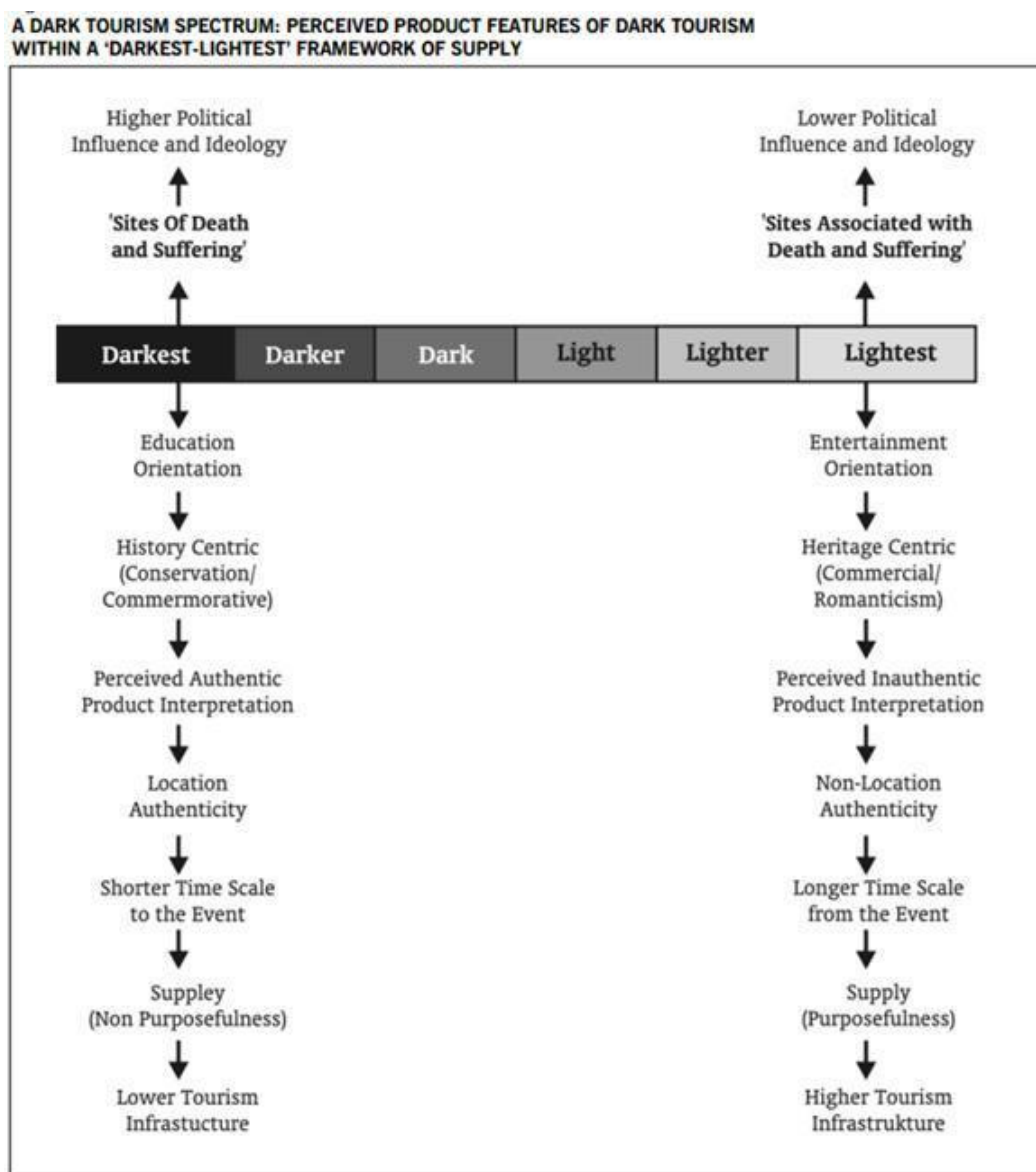 A DARK TOURISM SPECTRUM: PERCEIVED PRODUCT FEATURES OF DARK TOURISM
WITHIN A ‘DARKEST-LIGHTEST’ FRAMEWORK OF SUPPLY
Higher Political
Influence and Ideology
'Sites Of Death
and Suffering'
Lower Political
Influence and Ideology
'Sites Associated with
Death and Suffering'
Darkest
Darker
Dark
Light
Lighter
Lightest
Education
Orientation
History Centric
(Conservation/
Commermorative)
Perceived Authentic
Product Interpretation
Location
Authenticity
Shorter Time Scale
to the Event
Suppley
(Non Purposefulness)
Lower Tourism
Infrastucture
Entertainment
Orientation
Heritage Centric
(Commercial/
Romanticism)
Perceived Inauthentic
Product Interpretation
Non-Location
Authenticity
Longer Time Scale
from the Event
Supply
(Purposefulness)
Higher Tourism
Infrastrukture